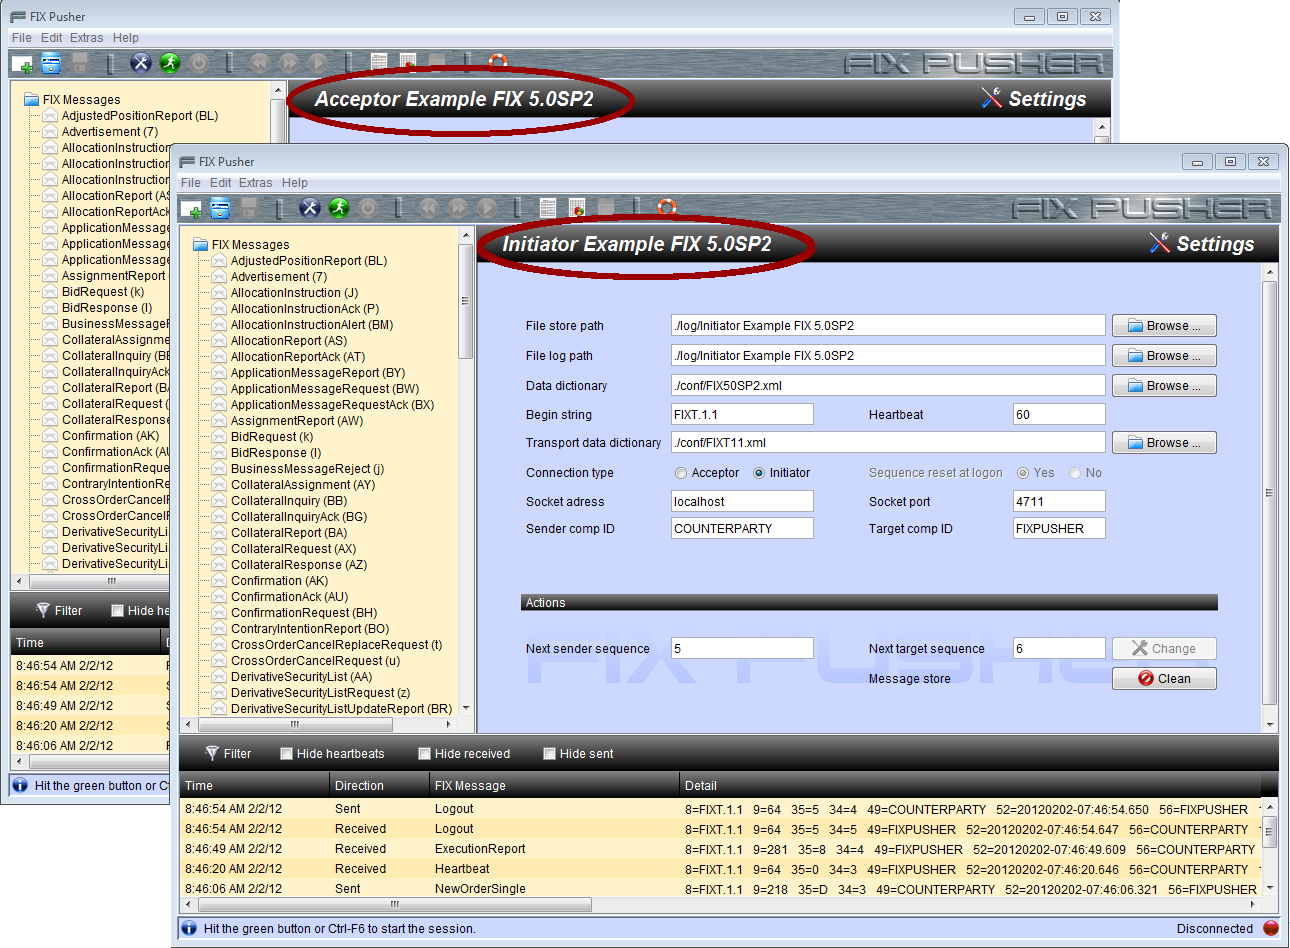 FIX Pusher
File Edit Extras Help
FIX PUSHER
Acceptor Example FIX 5.0SP2
Settings
FIX Messages
AdjustedPositionReport (BL)
Advertisement (7)
AllocationInstruction
AllocationInstruction
AllocationInstruction
AllocationReport (AS
AllocationReportAck
ApplicationMessage
ApplicationMessage
ApplicationMessage
AssignmentReport
BidRequest (k)
BidResponse (l)
BusinessMessageR
CollateralAssignme
CollateralInquiry (BB
CollateralInquiryAck
CollateralReport (BA
CollateralRequest (
CollateralResponse
Confirmation (AK)
ConfirmationAck (AU
ConfirmationReque
ContraryIntentionRe
CrossOrderCancelR
CrossOrderCancelR
DerivativeSecurityLis
DerivativeSecurityLis
DerivativeSecurityLis
Filter Hide he
Time
8:46:54 AM 2/2/12
8:46:54 AM 2/2/12
8:46:49 AM 2/2/12
8:46:20 AM 2/2/12
8:46:06 AM 2/2/12
Hit the green button or Ct
FIX Pusher
File Edit Extras Help
FIX PUSHER
Initiator Example FIX 5.0SP2
Settings
FIX Messages
AdjustedPositionReport (BL)
Advertisement (7)
AllocationInstruction (J)
AllocationInstructionAck (P)
AllocationInstructionAlert (BM)
AllocationReport (AS)
AllocationReportAck (AT)
ApplicationMessageReport (BY)
ApplicationMessageRequest (BW)
ApplicationMessageRequestAck (BX)
AssignmentReport (AW)
BidRequest (k)
BidResponse (l)
BusinessMessageReject (j)
CollateralAssignment (AY)
CollateralInquiry (BB)
CollateralInquiryAck (BG)
CollateralReport (BA)
CollateralRequest (AX)
CollateralResponse (AZ)
Confirmation (AK)
ConfirmationAck (AU)
ConfirmationRequest (BH)
ContraryIntentionReport (BO)
CrossOrderCancelReplaceRequest (t)
CrossOrderCancelRequest (u)
DerivativeSecurityList (AA)
DerivativeSecurityListRequest (z)
DerivativeSecurityListUpdateReport (BR)
File store path ./log/Initiator Example FIX 5.0SP2 Browse ...
File log path ./log/Initiator Example FIX 5.0SP2 Browse ...
Data dictionary ./conf/FIX50SP2.xml Browse ...
Begin string FIXT.1.1 Heartbeat 60
Transport data dictionary ./conf/FIXT11.xml Browse ...
Connection type Acceptor Initiator Sequence reset at logon Yes No
Socket adress localhost Socket port 4711
Sender comp ID COUNTERPARTY Target comp ID FIXPUSHER
Actions
FIX PUSHER
Next sender sequence 5 Next target sequence 6 Change
Message store Clean
Filter Hide heartbeats Hide received Hide sent
Time Direction FIX Message Detail
8:46:54 AM 2/2/12 Sent Logout 8=FIXT.1.1 9=64 35=5 34=4 49=COUNTERPARTY 52=20120202-07:46:54.650 56=FIXPUSHER
8:46:54 AM 2/2/12 Received Logout 8=FIXT.1.1 9=64 35=5 34=5 49=FIXPUSHER 52=20120202-07:46:54.647 56=COUNTERPARTY
8:46:49 AM 2/2/12 Received ExecutionReport 8=FIXT.1.1 9=281 35=8 34=4 49=FIXPUSHER 52=20120202-07:46:49.609 56=COUNTERPARTY
8:46:20 AM 2/2/12 Received Heartbeat 8=FIXT.1.1 9=64 35=0 34=3 49=FIXPUSHER 52=20120202-07:46:20.646 56=COUNTERPARTY
8:46:06 AM 2/2/12 Sent NewOrderSingle 8=FIXT.1.1 9=218 35=D 34=3 49=COUNTERPARTY 52=20120202-07:46:06.321 56=FIXPUSHER
Hit the green button or Ctrl-F6 to start the session. Disconnected